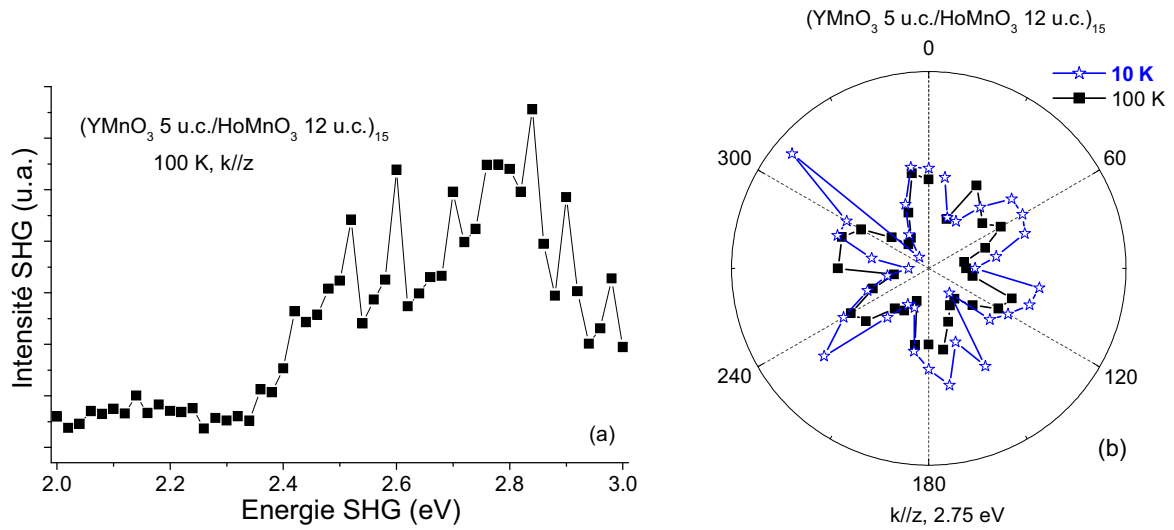 (YMnO₃ 5 u.c./HoMnO₃ 12 u.c.)₁₅
100 K, k//z
Intensité SHG (u.a.)
(a)
2.0 2.2 2.4 2.6 2.8 3.0
Energie SHG (eV)
(YMnO₃ 5 u.c./HoMnO₃ 12 u.c.)₁₅
0
10 K
100 K
300
60
240
120
(b)
180
k//z, 2.75 eV